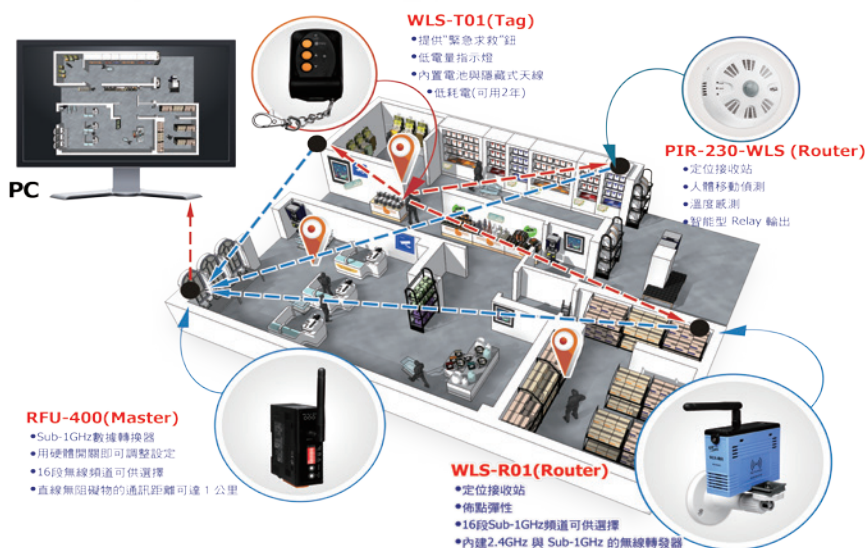 WLS-T01(Tag)
•提供"緊急求救"鈕
•低電量指示燈
•內置電池與隱藏式天線
•低耗電(可用2年)
PC
PIR-230-WLS (Router)
•定位接收站
•人體移動偵測
•溫度感測
•智能型 Relay 輸出
RFU-400(Master)
•Sub-1GHz數據轉換器
•用硬體開關即可調整設定
•16段無線頻道可供選擇
•直線無阻礙物的通訊距離可達 1 公里
WLS-R01(Router)
•定位接收站
•佈點彈性
•16段Sub-1GHz頻道可供選擇
•內建2.4GHz 與 Sub-1GHz 的無線轉發器